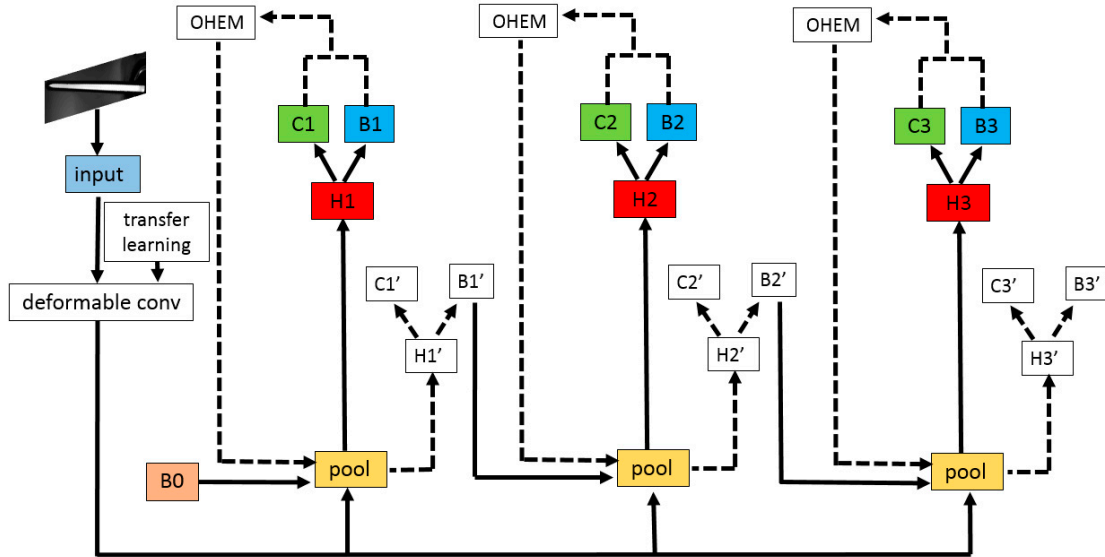 OHEM
OHEM
OHEM
C1
B1
C2
B2
C3
B3
input
H1
H2
H3
transfer
learning
deformable conv
C1’
B1’
C2’
B2’
C3’
B3’
H1’
H2’
H3’
B0
pool
pool
pool